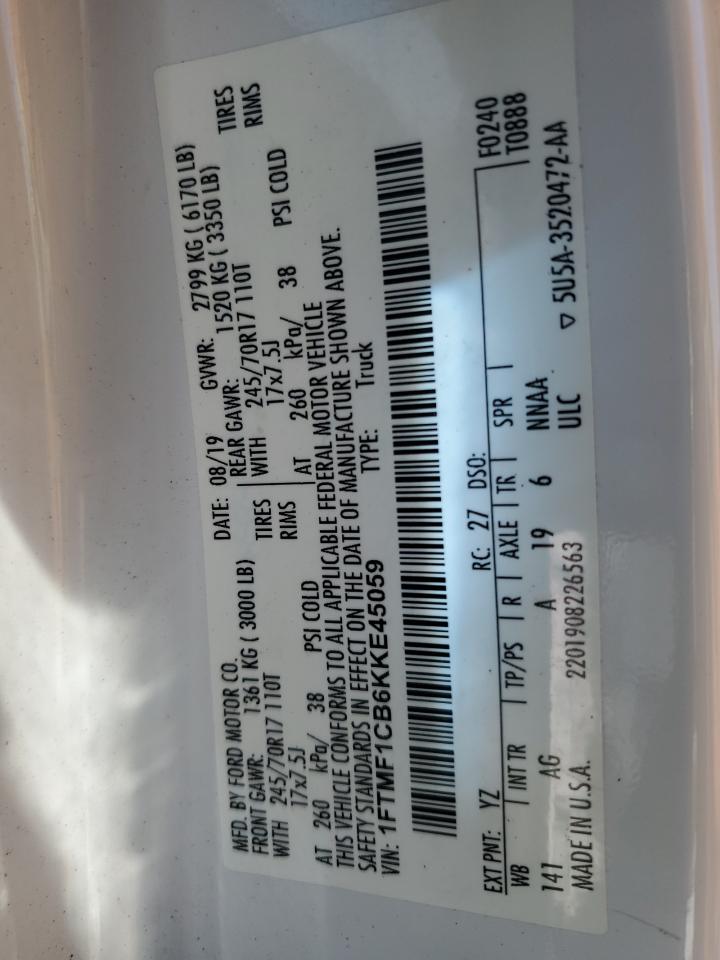 MFD. BY FORD MOTOR CO.
DATE: 08/19 GVWR: 2799 KG ( 6170 LB)
FRONT GAWR: 1361 KG ( 3000 LB) REAR GAWR: 1520 KG ( 3350 LB)
WITH 245/70R17 110T TIRES WITH 245/70R17 110T TIRES
17x7.5J RIMS 17x7.5J RIMS
AT 260 kPa/ 38 PSI COLD AT 260 kPa/ 38 PSI COLD
THIS VEHICLE CONFORMS TO ALL APPLICABLE FEDERAL MOTOR VEHICLE
SAFETY STANDARDS IN EFFECT ON THE DATE OF MANUFACTURE SHOWN ABOVE.
VIN: 1FTMF1CB6KKE45059 TYPE: Truck
EXT PNT: YZ RC: 27 DSO: F0240
WB INT TR TP/PS R AXLE TR SPR T0888
141 AG A 19 6 NNAA
ULC
MADE IN U.S.A. 2201908226563 ▽ 5U5A-3520472-AA